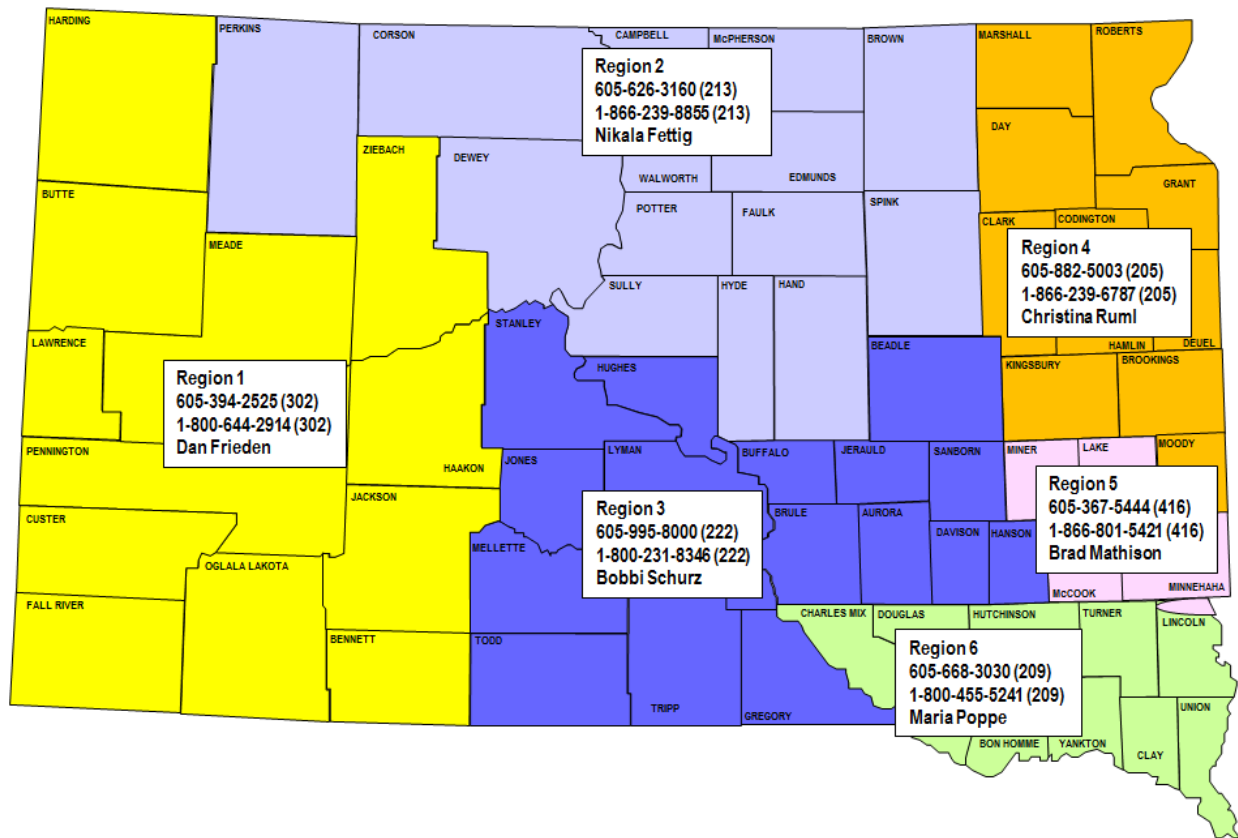 HARDING
PERKINS
CORSON
CAMPBELL
McPHERSON
BROWN
MARSHALL
ROBERTS
Region 2
605-626-3160 (213)
1-866-239-8855 (213)
Nikala Fettig
ZIEBACH
DEWEY
DAY
WALWORTH
EDMUNDS
GRANT
BUTTE
POTTER
FAULK
SPINK
CLARK
CODINGTON
MEADE
Region 4
605-882-5003 (205)
1-866-239-6787 (205)
Christina Ruml
SULLY
HYDE
HAND
STANLEY
LAWRENCE
BEADLE
HAMLIN
DEUEL
HUGHES
KINGSBURY
BROOKINGS
Region 1
605-394-2525 (302)
1-800-644-2914 (302)
Dan Frieden
PENNINGTON
HAAKON
JONES
LYMAN
BUFFALO
JERAULD
SANBORN
MINER
LAKE
MOODY
JACKSON
Region 5
605-367-5444 (416)
1-866-801-5421 (416)
Brad Mathison
Region 3
605-995-8000 (222)
1-800-231-8346 (222)
Bobbi Schurz
CUSTER
BRULE
AURORA
DAVISON
HANSON
MELLETTE
OGLALA LAKOTA
McCOOK
MINNEHAHA
FALL RIVER
CHARLES MIX
DOUGLAS
HUTCHINSON
TURNER
LINCOLN
BENNETT
TODD
Region 6
605-668-3030 (209)
1-800-455-5241 (209)
Maria Poppe
TRIPP
GREGORY
UNION
BON HOMME
YANKTON
CLAY